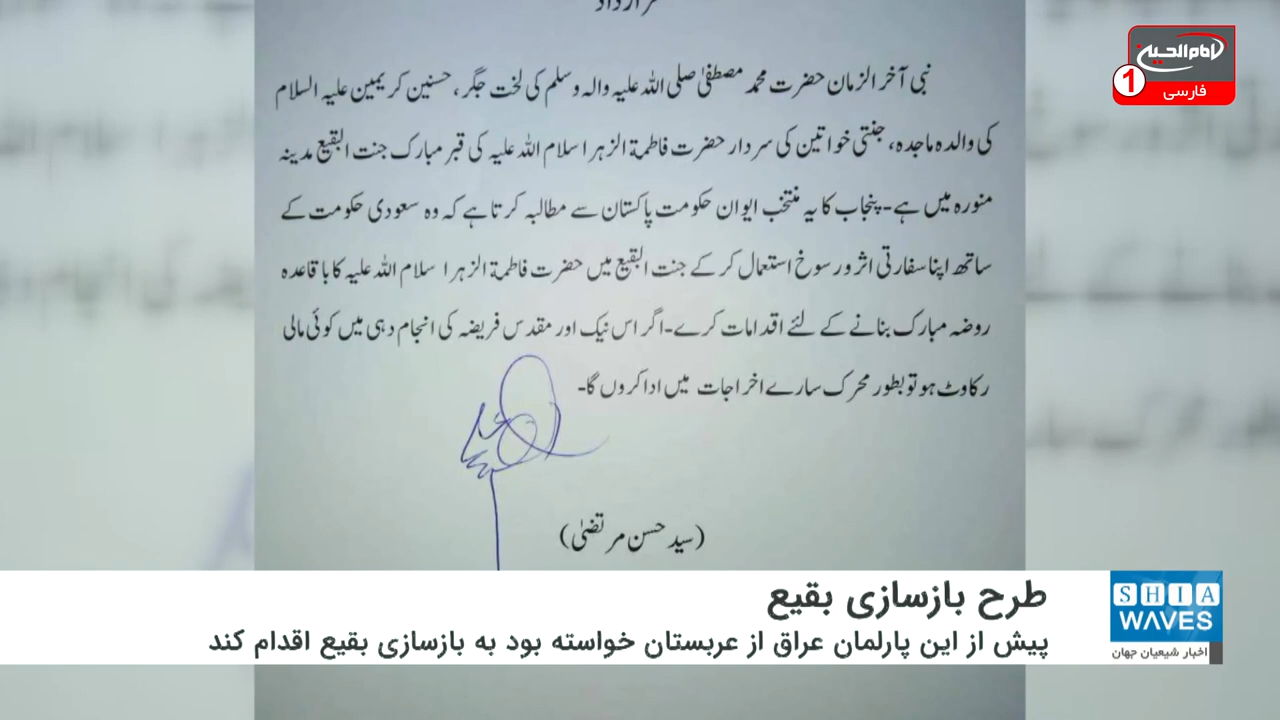 قرارداد
نبی آخر الزمان حضرت محمد مصطفیٰ صلی اللہ علیہ والہ وسلم کی لخت جگر، حسنین کریمین علیہ السلام
کی والدہ ماجدہ، جنتی خواتین کی سردار حضرت فاطمۃ الزہرا سلام اللہ علیہ کی قبر مبارک جنت البقیع مدینہ
منورہ میں ہے۔ پنجاب کا یہ منتخب ایوان حکومت پاکستان سے مطالبہ کرتا ہے کہ وہ سعودی حکومت کے
ساتھ اپنا سفارتی اثر ورسوخ استعمال کر کے جنت البقیع میں حضرت فاطمۃ الزہرا سلام اللہ علیہ کا باقاعدہ
روضہ مبارک بنانے کے لئے اقدامات کرے۔ اگر اس نیک اور مقدس فریضہ کی انجام دہی میں کوئی مالی
رکاوٹ ہو تو بطور محرک سارے اخراجات میں ادا کروں گا۔
(سید حسن مرتضیٰ)
امام الحسین
1
فارسی
طرح بازسازی بقیع
پیش از این پارلمان عراق از عربستان خواسته بود به بازسازی بقیع اقدام کند
SHIA
WAVES
اخبار شیعیان جهان